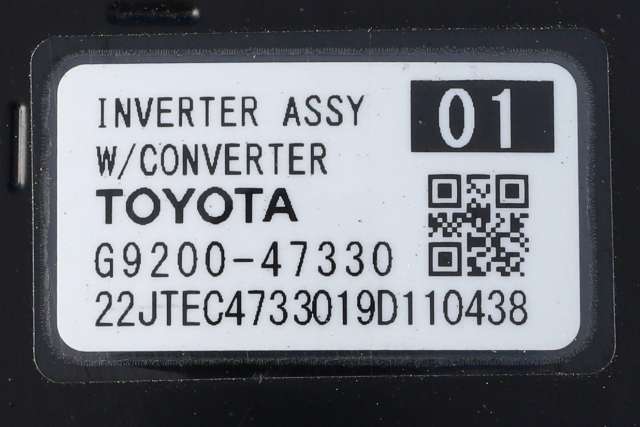 INVERTER ASSY
01
W/CONVERTER
TOYOTA
G9200-47330
22JTEC4733019D110438